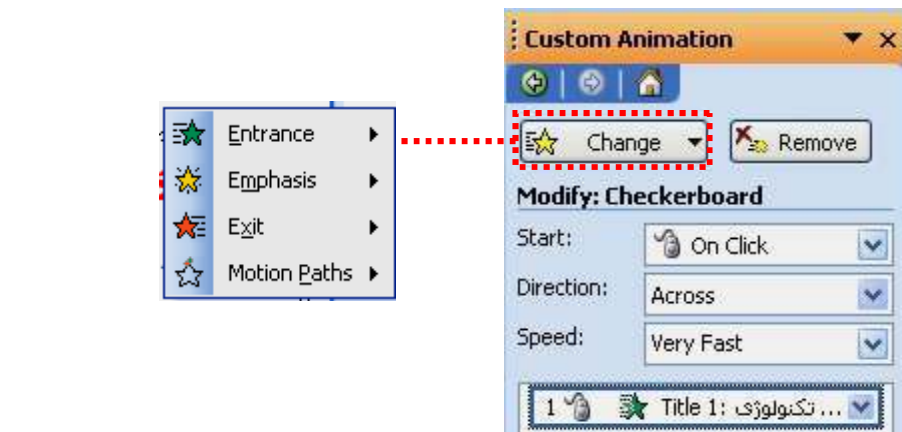 Entrance
Emphasis
Exit
Motion Paths
Custom Animation
Change
Remove
Modify: Checkerboard
Start: On Click
Direction: Across
Speed: Very Fast
1 Title 1: تکنولوژی ...